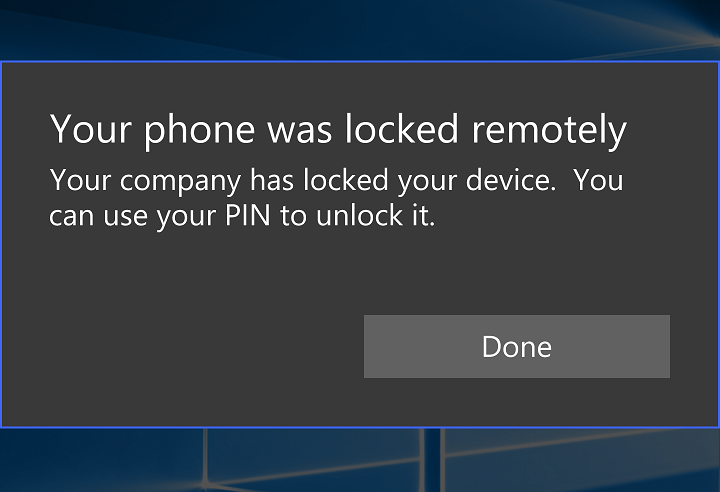 Your phone was locked remotely
Your company has locked your device.  You
can use your PIN to unlock it.
Done